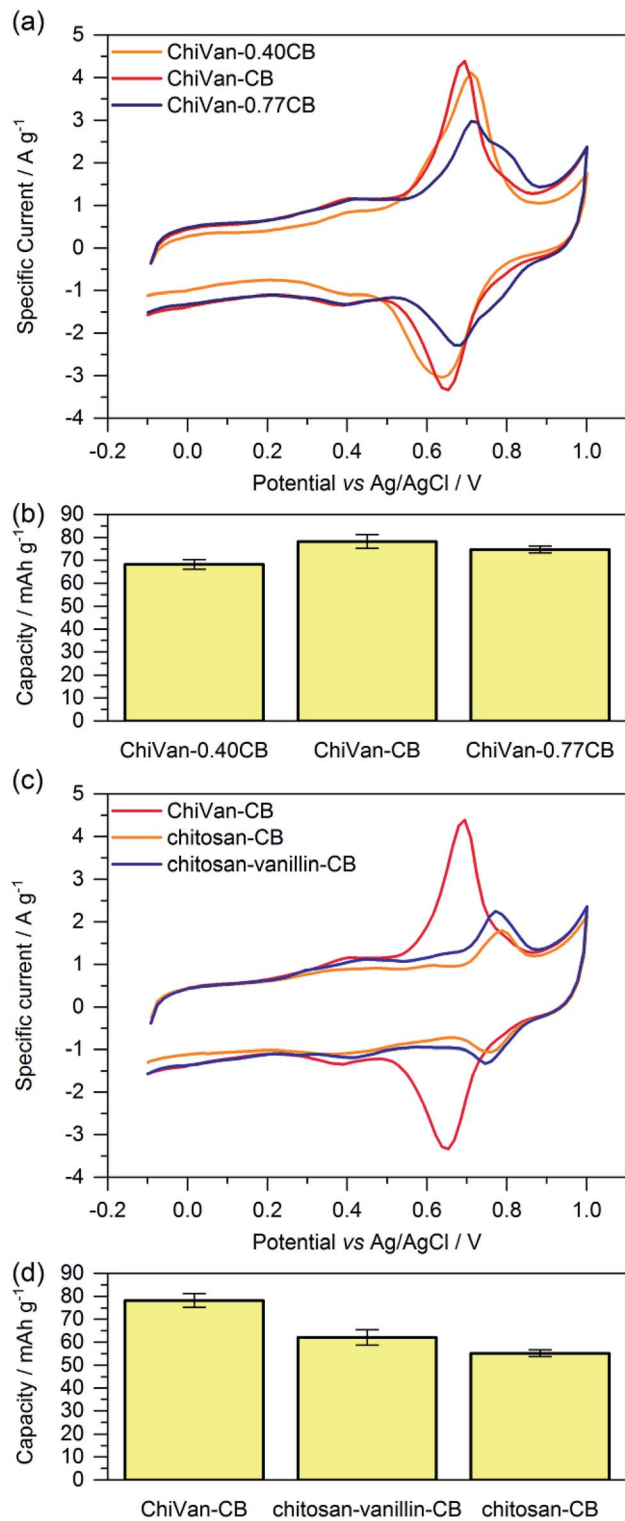 (a)
5
4
3
2
1
0
-1
-2
-3
-4
Specific Current / A g⁻¹
ChiVan-0.40CB
ChiVan-CB
ChiVan-0.77CB
-0.2 0.0 0.2 0.4 0.6 0.8 1.0
Potential vs Ag/AgCl / V
(b)
90
80
70
60
50
40
30
20
10
0
Capacity / mAh g⁻¹
ChiVan-0.40CB ChiVan-CB ChiVan-0.77CB
(c)
5
4
3
2
1
0
-1
-2
-3
-4
Specific current / A g⁻¹
ChiVan-CB
chitosan-CB
chitosan-vanillin-CB
-0.2 0.0 0.2 0.4 0.6 0.8 1.0
Potential vs Ag/AgCl / V
(d)
90
80
70
60
50
40
30
20
10
0
Capacity / mAh g⁻¹
ChiVan-CB chitosan-vanillin-CB chitosan-CB